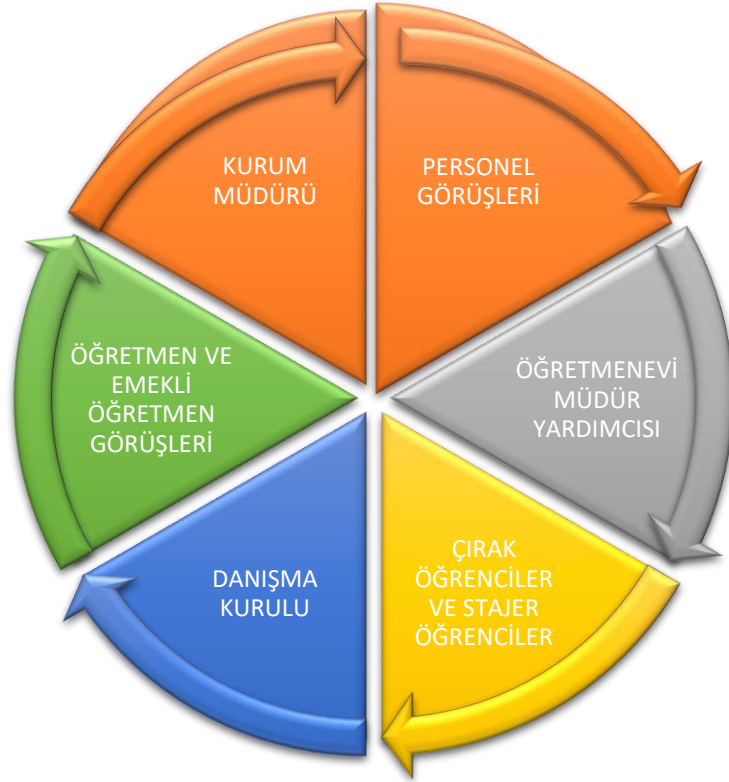 KURUM
MÜDÜRÜ
PERSONEL
GÖRÜŞLERİ
ÖĞRETMENEVİ
MÜDÜR
YARDIMCISI
ÇIRAK
ÖĞRENCİLER
VE STAJER
ÖĞRENCİLER
DANIŞMA
KURULU
ÖĞRETMEN VE
EMEKLİ
ÖĞRETMEN
GÖRÜŞLERİ